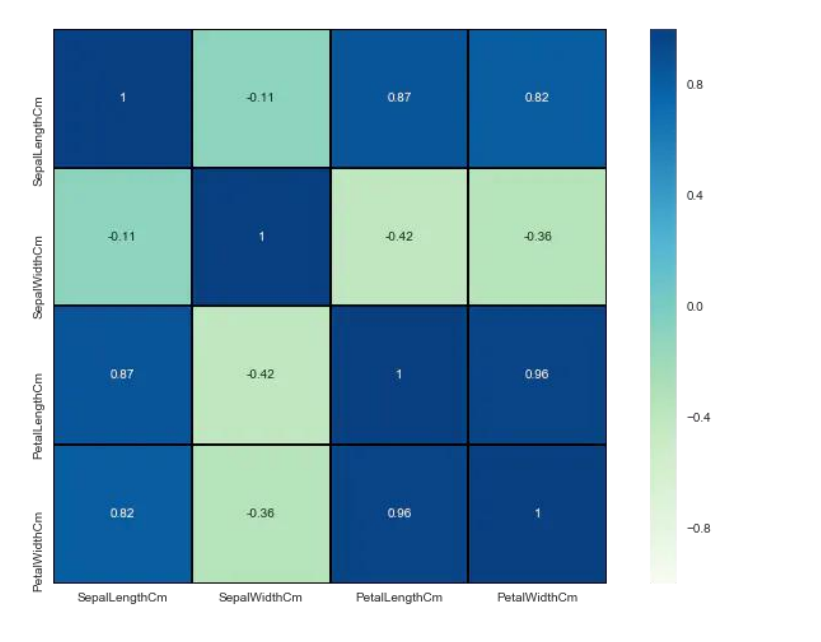 0.8
SepalLengthCm
1 -0.11 0.87 0.82
0.4
SepalWidthCm
-0.11 1 -0.42 -0.36
0.0
PetalLengthCm
0.87 -0.42 1 0.96
−0.4
PetalWidthCm
0.82 -0.36 0.96 1
−0.8
SepalLengthCm SepalWidthCm PetalLengthCm PetalWidthCm